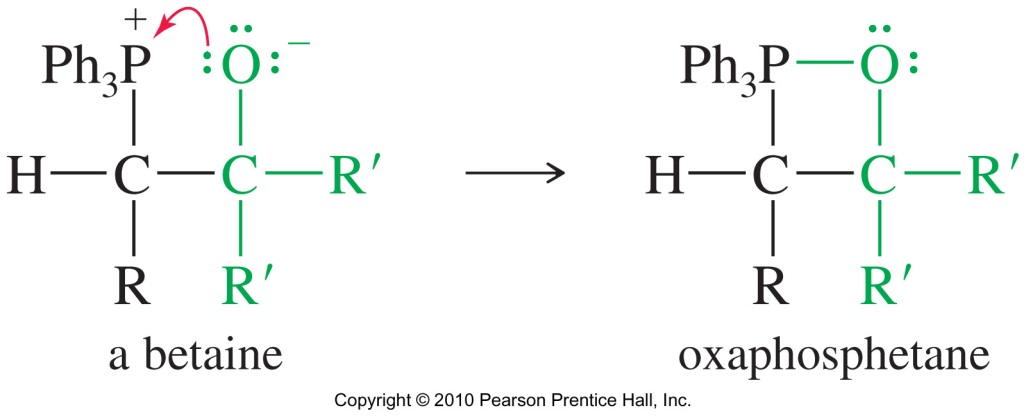 +
Ph₃P :Ö:⁻ Ph₃P—Ö:
H—C—C—R′ ⟶ H—C—C—R′
R R′ R R′
a betaine oxaphosphetane
Copyright © 2010 Pearson Prentice Hall, Inc.